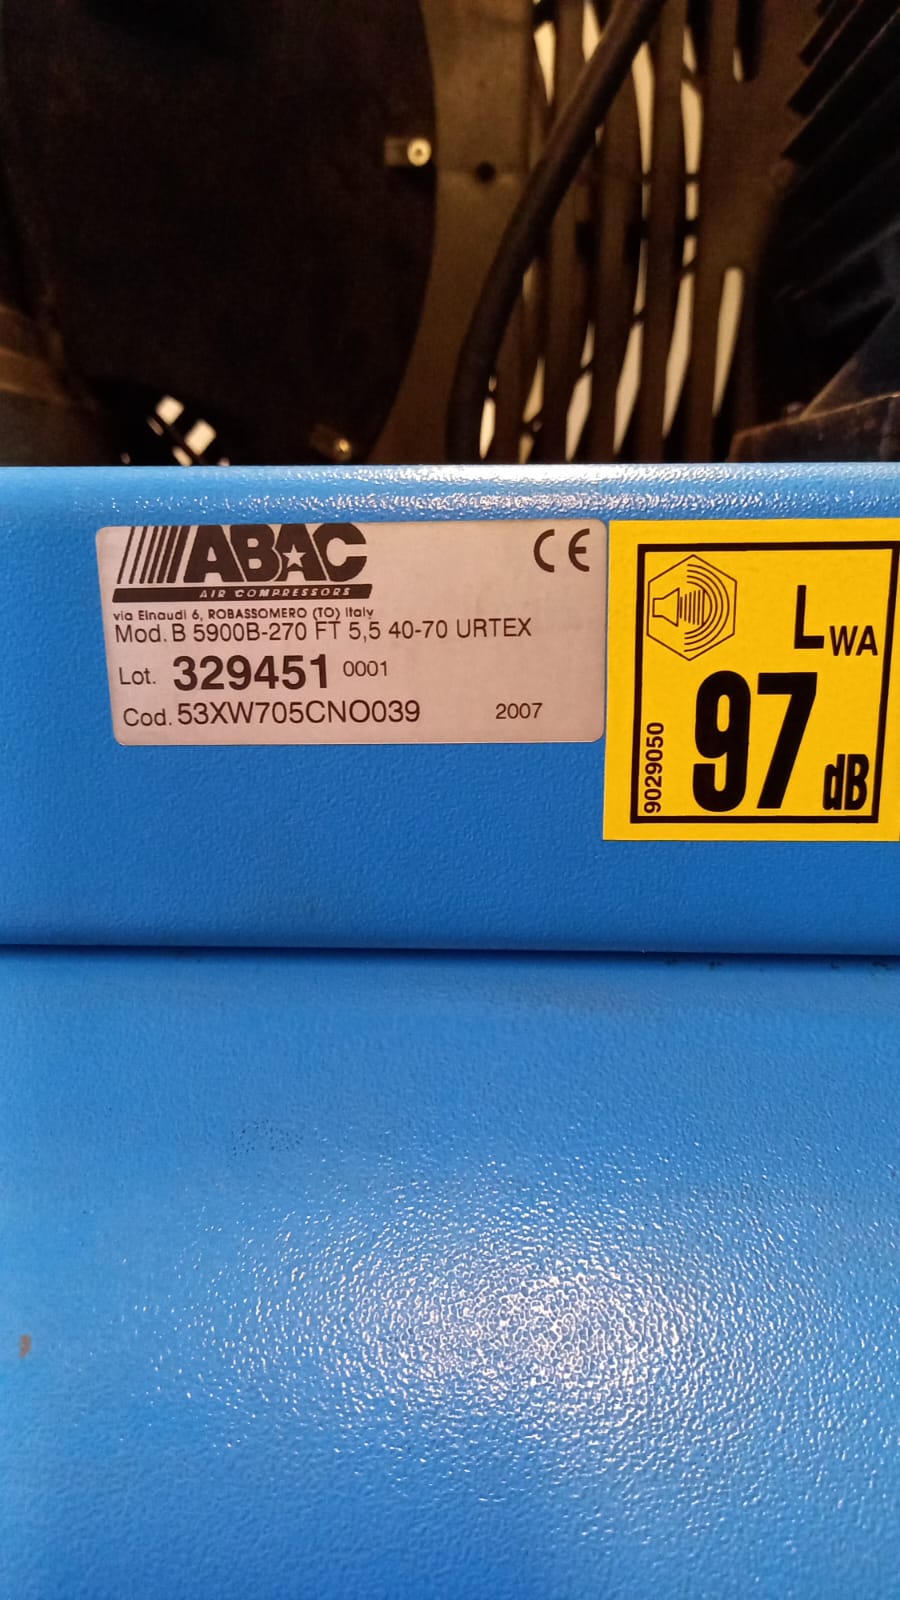 ABAC
AIR COMPRESSORS
CE
via Einaudi 6, ROBASSOMERO (TO) Italy
Mod. B 5900B-270 FT 5,5 40-70 URTEX
Lot. 329451 0001
Cod. 53XW705CNO039 2007
LWA
97 dB
9029050